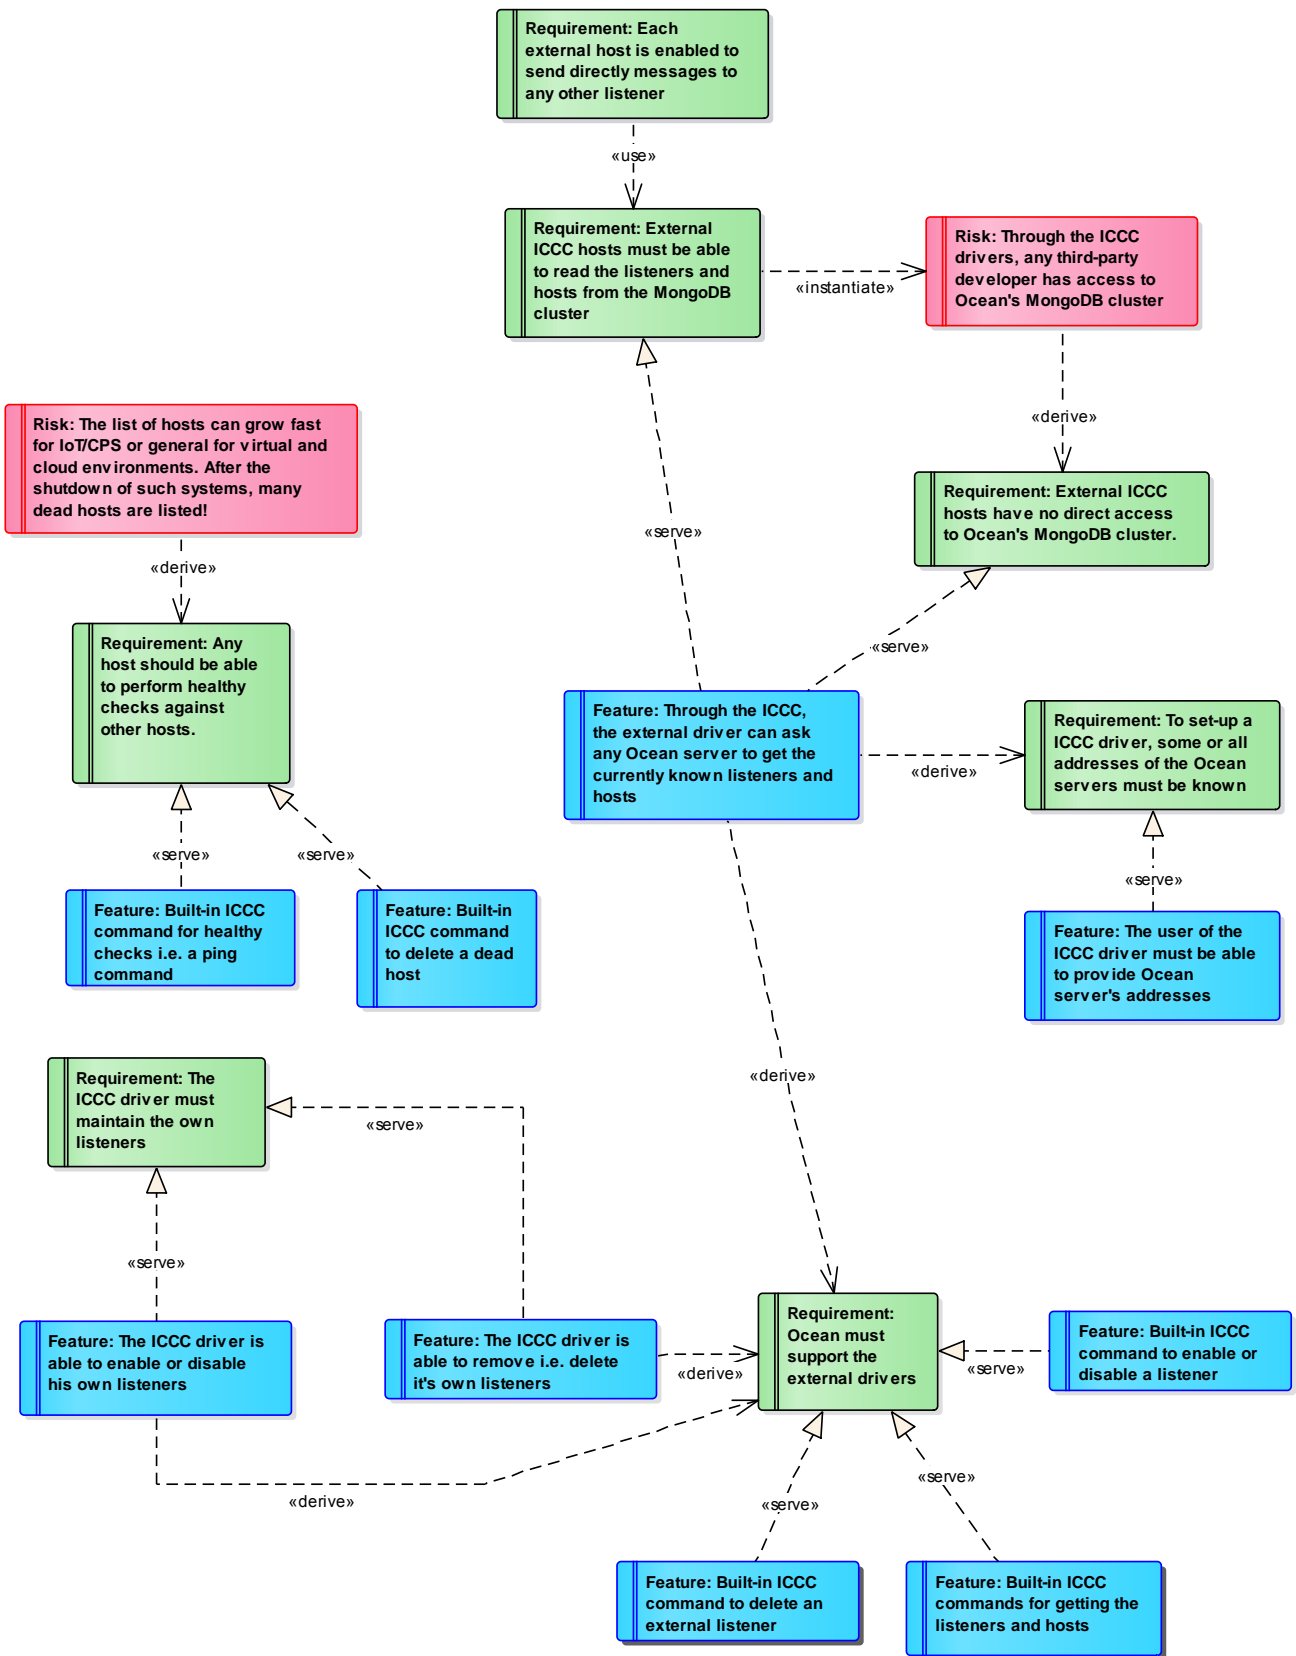 Requirement: Each
external host is enabled to
send directly messages to
any other listener
«use»
Requirement: External
ICCC hosts must be able
to read the listeners and
hosts from the MongoDB
cluster
«instantiate»
Risk: Through the ICCC
drivers, any third-party
developer has access to
Ocean's MongoDB cluster
«derive»
Risk: The list of hosts can grow fast
for IoT/CPS or general for virtual and
cloud environments. After the
shutdown of such systems, many
dead hosts are listed!
«derive»
Requirement: External ICCC
hosts have no direct access
to Ocean's MongoDB cluster.
«serve»
«serve»
Requirement: Any
host should be able
to perform healthy
checks against
other hosts.
Feature: Through the ICCC,
the external driver can ask
any Ocean server to get the
currently known listeners and
hosts
«derive»
Requirement: To set-up a
ICCC driver, some or all
addresses of the Ocean
servers must be known
«serve»
«serve»
«serve»
Feature: Built-in ICCC
command for healthy
checks i.e. a ping
command
Feature: Built-in
ICCC command
to delete a dead
host
Feature: The user of the
ICCC driver must be able
to provide Ocean
server's addresses
«derive»
Requirement: The
ICCC driver must
maintain the own
listeners
«serve»
«serve»
Feature: The ICCC driver is
able to enable or disable
his own listeners
Feature: The ICCC driver is
able to remove i.e. delete
it's own listeners
«derive»
Requirement:
Ocean must
support the
external drivers
«serve»
Feature: Built-in ICCC
command to enable or
disable a listener
«derive»
«serve»
«serve»
Feature: Built-in ICCC
command to delete an
external listener
Feature: Built-in ICCC
commands for getting the
listeners and hosts